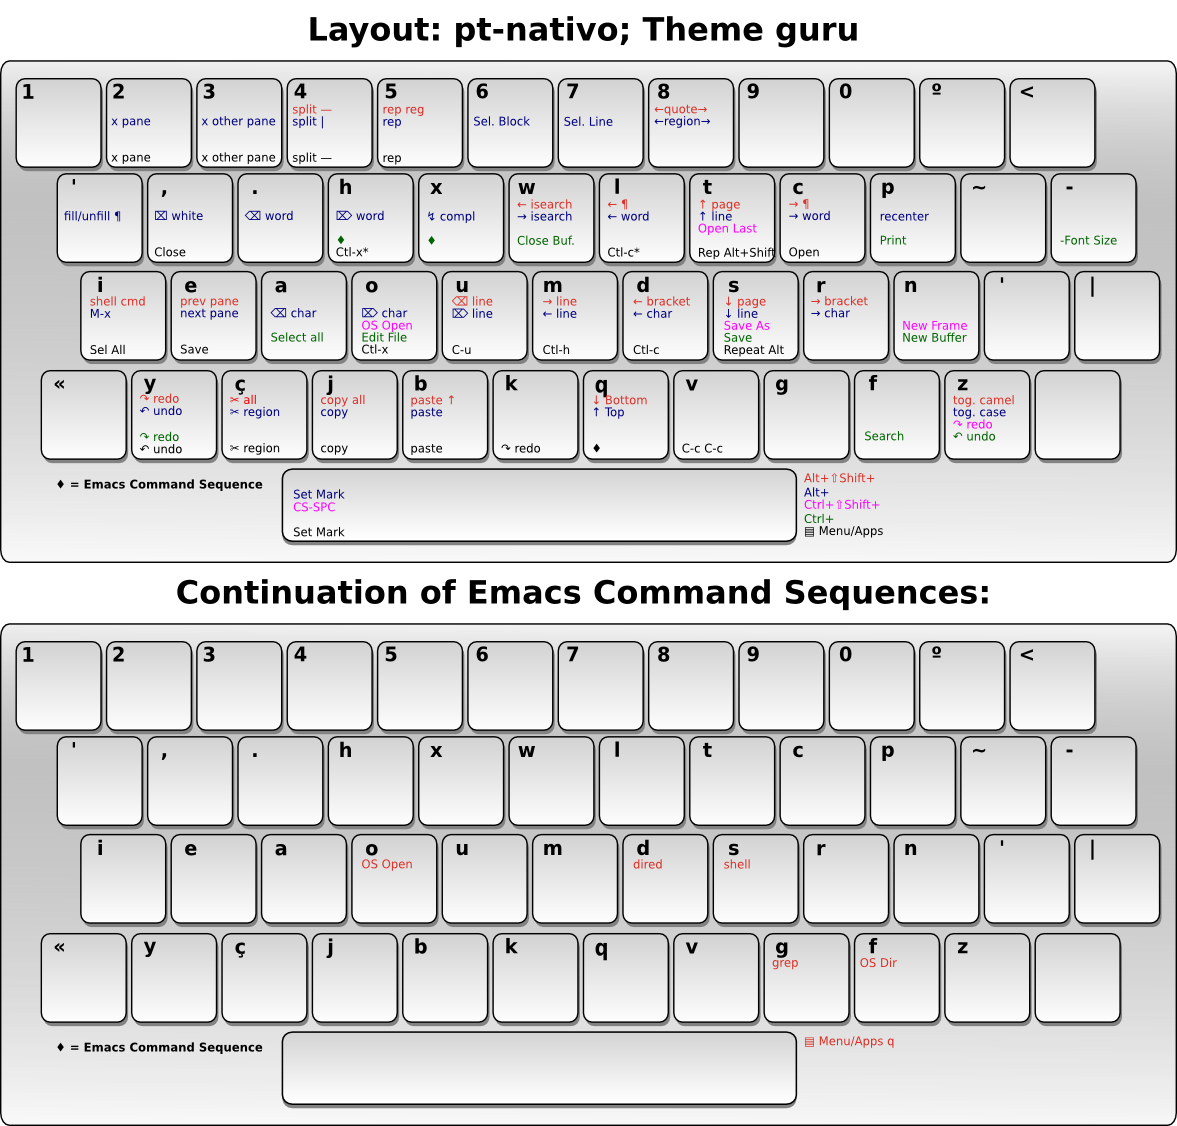 Layout: pt-nativo; Theme guru
1 2 3 4 5 6 7 8 9 0 º <
split — rep reg ←quote→
x pane x other pane split | rep Sel. Block Sel. Line ←region→
x pane x other pane split — rep
' , . h x w l t c p ~ -
← isearch ← ¶ ↑ page → ¶
fill/unfill ¶ ⌧ white ⌫ word ⌦ word ↯ compl → isearch ← word ↑ line → word recenter
Open Last
♦ ♦ Close Buf. Print -Font Size
Close Ctl-x* Ctl-c* Rep Alt+Shift Open
i e a o u m d s r n ' |
shell cmd prev pane ⌫ line → line ← bracket ↓ page → bracket
M-x next pane ⌫ char ⌦ char ⌦ line ← line ← char ↓ line → char
OS Open Save As New Frame
Select all Edit File Save New Buffer
Sel All Save Ctl-x C-u Ctl-h Ctl-c Repeat Alt
« y ç j b k q v g f z
↷ redo ✂ all copy all paste ↑ ↓ Bottom tog. camel
↶ undo ✂ region copy paste ↑ Top tog. case
↷ redo
↷ redo Search ↶ undo
↶ undo ✂ region copy paste ↷ redo ♦ C-c C-c
♦ = Emacs Command Sequence
Set Mark
CS-SPC
Set Mark
Alt+⇧Shift+
Alt+
Ctrl+⇧Shift+
Ctrl+
▤ Menu/Apps
Continuation of Emacs Command Sequences:
1 2 3 4 5 6 7 8 9 0 º <
' , . h x w l t c p ~ -
i e a o u m d s r n ' |
OS Open dired shell
« y ç j b k q v g f z
grep OS Dir
♦ = Emacs Command Sequence
▤ Menu/Apps q